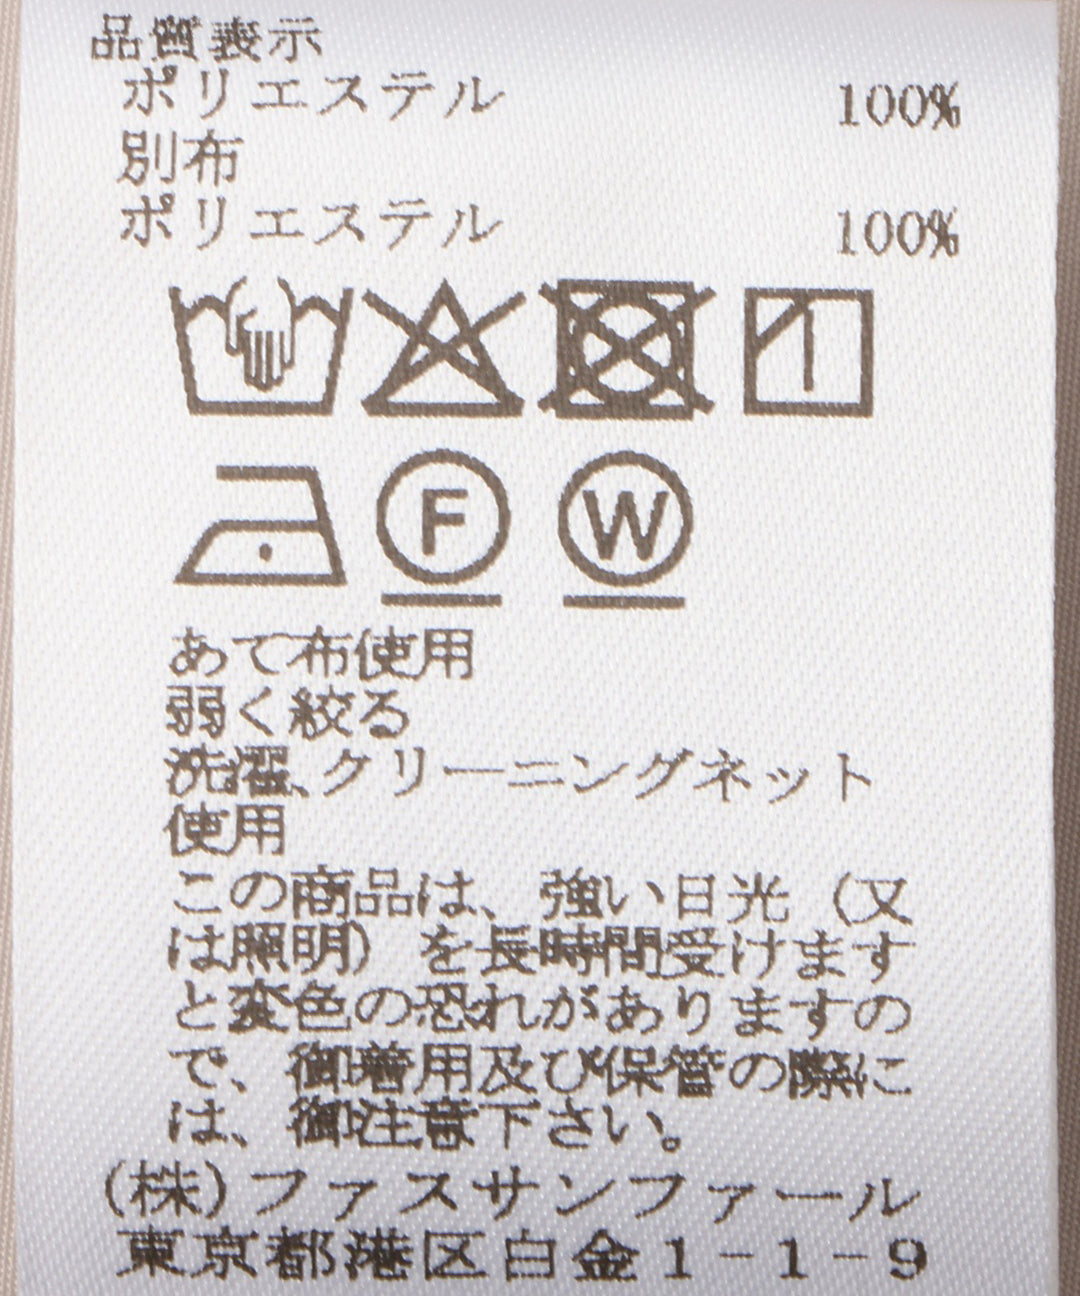 品質表示
ポリエステル 100%
別布
ポリエステル 100%
F W
あて布使用
弱く絞る
洗濯、クリーニングネット
使用
この商品は、強い日光（又
は照明）を長時間受けます
と変色の恐れがありますの
で、御着用及び保管の際に
は、御注意下さい。
(株)ファスサンファール
東京都港区白金1-1-9